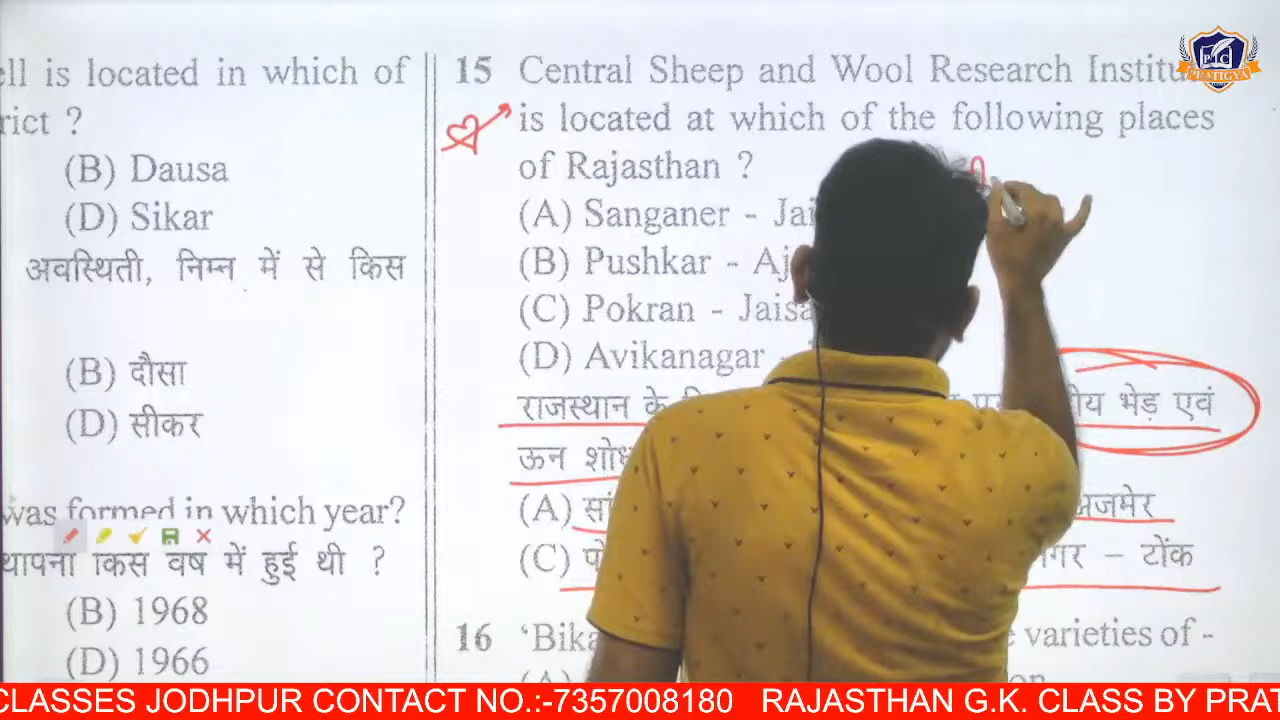 ell is located in which of
rict ?
(B) Dausa
(D) Sikar
अवस्थिती, निम्न में से किस
(B) दौसा
(D) सीकर
was formed in which year?
थापना किस वष में हुई थी ?
(B) 1968
(D) 1966
15 Central Sheep and Wool Research Institu
is located at which of the following places
of Rajasthan ?
(A) Sanganer - Jai
(B) Pushkar - Aj
(C) Pokran - Jaisa
(D) Avikanagar -
राजस्थान के भेड़ एवं
ऊन शोध
(A) सां अजमेर
(C) पो गर – टोंक
16 'Bika varieties of -
PRATIGYA
CLASSES JODHPUR CONTACT NO.:-7357008180 RAJASTHAN G.K. CLASS BY PRAT